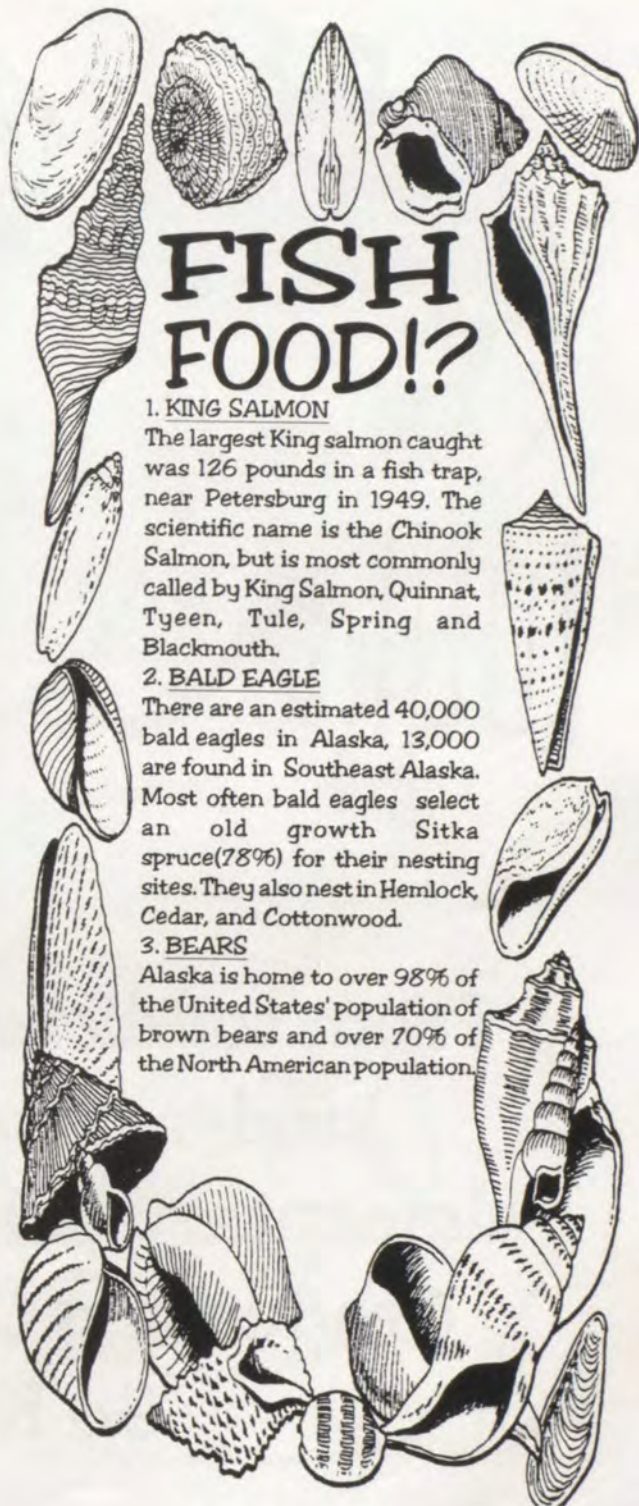 FISH
FOOD!?
1. KING SALMON
The largest King salmon caught
was 126 pounds in a fish trap,
near Petersburg in 1949. The
scientific name is the Chinook
Salmon, but is most commonly
called by King Salmon, Quinnat,
Tyeen, Tule, Spring and
Blackmouth.
2. BALD EAGLE
There are an estimated 40,000
bald eagles in Alaska, 13,000
are found in Southeast Alaska.
Most often bald eagles select
an old growth Sitka
spruce(78%) for their nesting
sites. They also nest in Hemlock,
Cedar, and Cottonwood.
3. BEARS
Alaska is home to over 98% of
the United States' population of
brown bears and over 70% of
the North American population.